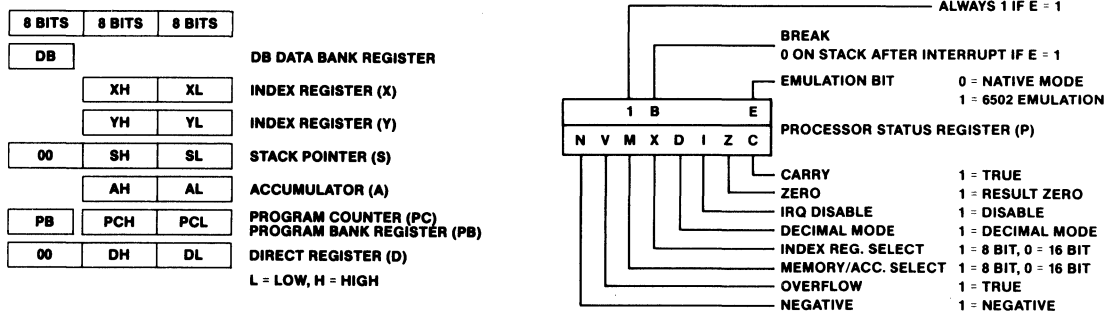 8 BITS 8 BITS 8 BITS
DB DB DATA BANK REGISTER
XH XL INDEX REGISTER (X)
YH YL INDEX REGISTER (Y)
00 SH SL STACK POINTER (S)
AH AL ACCUMULATOR (A)
PB PCH PCL PROGRAM COUNTER (PC)
PROGRAM BANK REGISTER (PB)
00 DH DL DIRECT REGISTER (D)
L = LOW, H = HIGH
ALWAYS 1 IF E = 1
BREAK
0 ON STACK AFTER INTERRUPT IF E = 1
EMULATION BIT 0 = NATIVE MODE
1 = 6502 EMULATION
1 B E
PROCESSOR STATUS REGISTER (P)
N V M X D I Z C
CARRY 1 = TRUE
ZERO 1 = RESULT ZERO
IRQ DISABLE 1 = DISABLE
DECIMAL MODE 1 = DECIMAL MODE
INDEX REG. SELECT 1 = 8 BIT, 0 = 16 BIT
MEMORY/ACC. SELECT 1 = 8 BIT, 0 = 16 BIT
OVERFLOW 1 = TRUE
NEGATIVE 1 = NEGATIVE